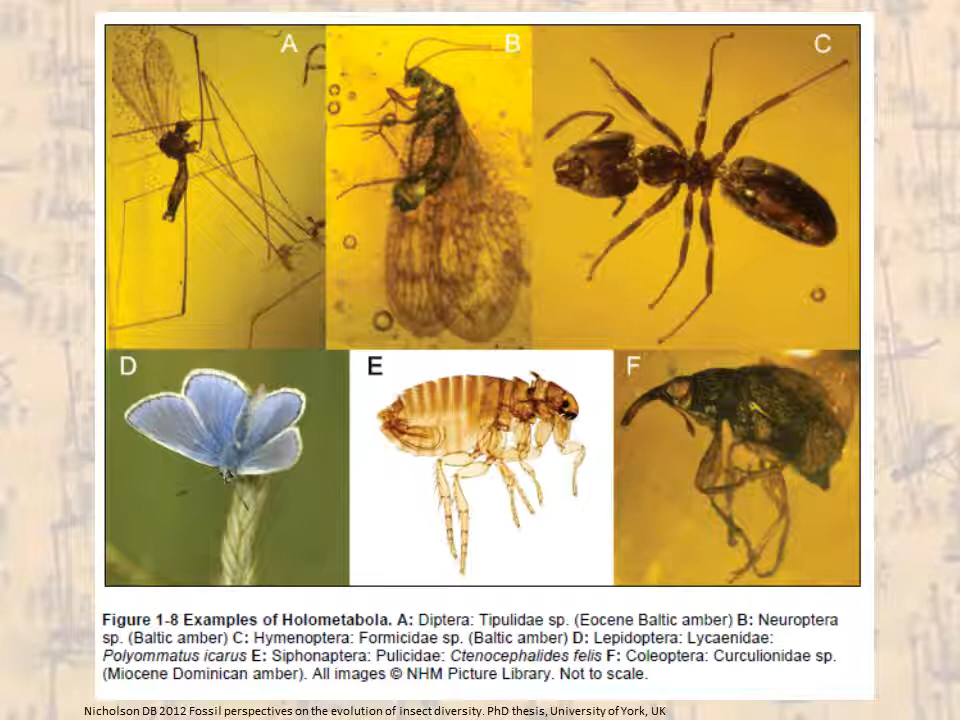 A
B
C
D
E
F
Figure 1-8 Examples of Holometabola. A: Diptera: Tipulidae sp. (Eocene Baltic amber) B: Neuroptera
sp. (Baltic amber) C: Hymenoptera: Formicidae sp. (Baltic amber) D: Lepidoptera: Lycaenidae:
Polyommatus icarus E: Siphonaptera: Pulicidae: Ctenocephalides felis F: Coleoptera: Curculionidae sp.
(Miocene Dominican amber). All images © NHM Picture Library. Not to scale.
Nicholson DB 2012 Fossil perspectives on the evolution of insect diversity. PhD thesis, University of York, UK